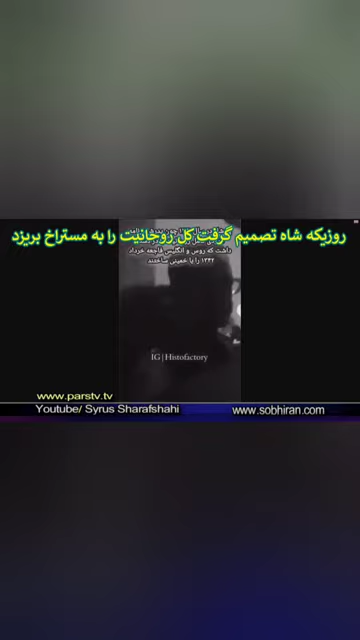 روزیکه شاه تصمیم گرفت کل روحانیت را به مستراح بریزد
داشت که روس و انگلیس فاجعه خرداد
۱۳۴۲ را با خمینی ساختند
IG | Histofactory
www.parstv.tv
Youtube/ Syrus Sharafshahi
www.sobhiran.com